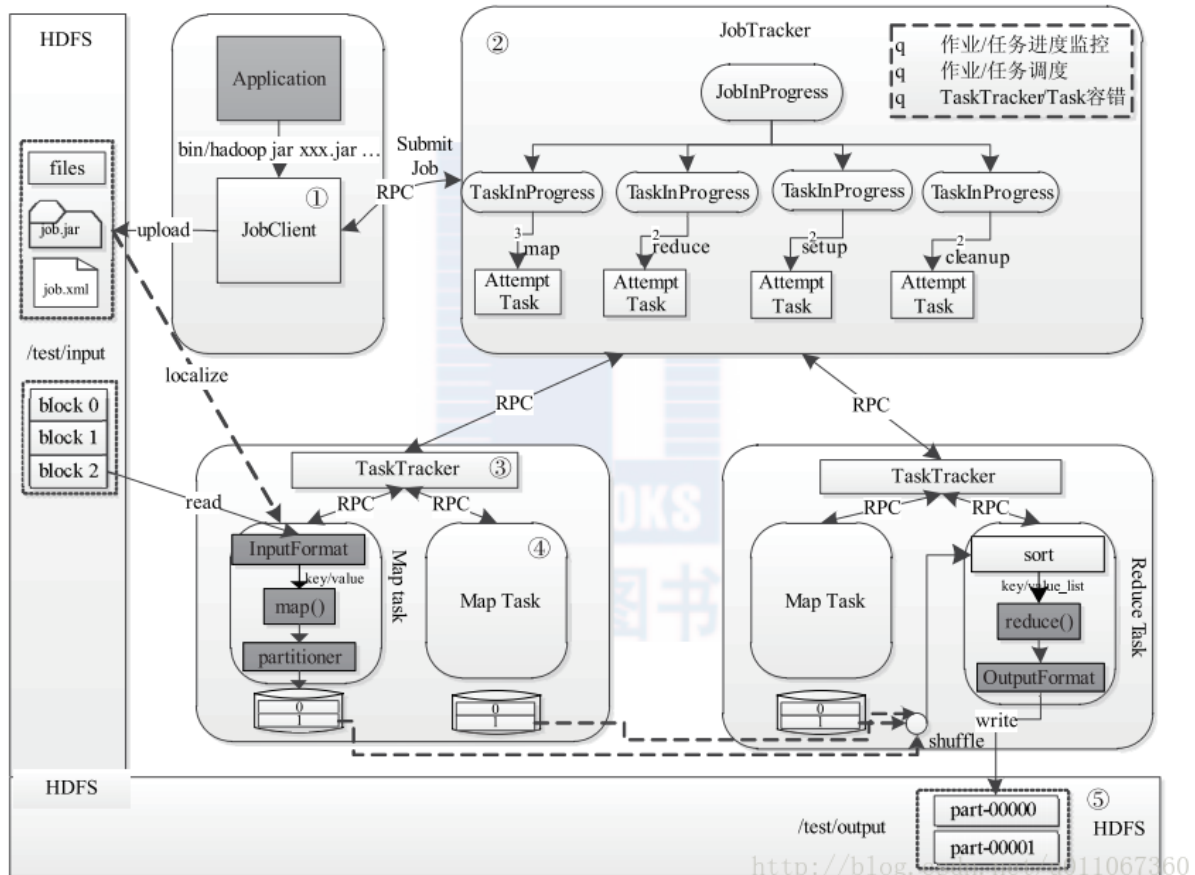 HDFS
files
job.jar
job.xml
/test/input
block 0
block 1
block 2
Application
bin/hadoop jar xxx.jar ...
①
JobClient
upload
localize
read
Submit
Job
RPC
②
JobTracker
q 作业/任务进度监控
q 作业/任务调度
q TaskTracker/Task容错
JobInProgress
TaskInProgress
TaskInProgress
TaskInProgress
TaskInProgress
3
map
2
reduce
2
setup
2
cleanup
Attempt
Task
Attempt
Task
Attempt
Task
Attempt
Task
RPC
RPC
TaskTracker ③
RPC
RPC
InputFormat
key/value
map()
partitioner
Map task
④
Map Task
0
1
0
1
TaskTracker
RPC
RPC
Map Task
0
1
sort
key/value_list
reduce()
OutputFormat
Reduce Task
write
shuffle
HDFS
/test/output
part-00000
part-00001
⑤
HDFS
OKS
图书